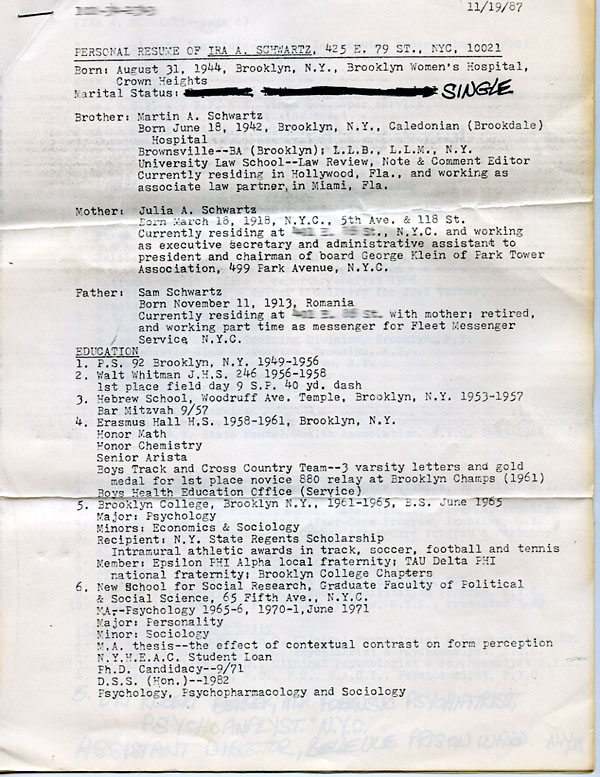 11/19/87
PERSONAL RESUME OF IRA A. SCHWARTZ, 425 E. 79 ST., NYC, 10021
Born: August 31, 1944, Brooklyn, N.Y., Brooklyn Women's Hospital,
Crown Heights
Marital Status: SINGLE
Brother: Martin A. Schwartz
Born June 18, 1942, Brooklyn, N.Y., Caledonian (Brookdale)
Hospital
Brownsville--BA (Brooklyn); L.L.B., L.L.M., N.Y.
University Law School--Law Review, Note & Comment Editor
Currently residing in Hollywood, Fla., and working as
associate law partner, in Miami, Fla.
Mother: Julia A. Schwartz
Born March 18, 1918, N.Y.C., 5th Ave. & 118 St.
Currently residing at St., N.Y.C. and working
as executive secretary and administrative assistant to
president and chairman of board George Klein of Park Tower
Association, 499 Park Avenue, N.Y.C.
Father: Sam Schwartz
Born November 11, 1913, Romania
Currently residing at St. with mother; retired,
and working part time as messenger for Fleet Messenger
Service, N.Y.C.
EDUCATION
1. P.S. 92 Brooklyn, N.Y. 1949-1956
2. Walt Whitman J.H.S. 246 1956-1958
1st place field day 9 S.P. 40 yd. dash
3. Hebrew School, Woodruff Ave. Temple, Brooklyn, N.Y. 1953-1957
Bar Mitzvah 9/57
4. Erasmus Hall H.S. 1958-1961, Brooklyn, N.Y.
Honor Math
Honor Chemistry
Senior Arista
Boys Track and Cross Country Team--3 varsity letters and gold
medal for 1st place novice 880 relay at Brooklyn Champs (1961)
Boys Health Education Office (Service)
5. Brooklyn College, Brooklyn N.Y., 1961-1965, B.S. June 1965
Major: Psychology
Minors: Economics & Sociology
Recipient: N.Y. State Regents Scholarship
Intramural athletic awards in track, soccer, football and tennis
Member: Epsilon PHI Alpha local fraternity; TAU Delta PHI
national fraternity; Brooklyn College Chapters
6. New School for Social Research, Graduate Faculty of Political
& Social Science, 65 Fifth Ave., N.Y.C.
MA--Psychology 1965-6, 1970-1, June 1971
Major: Personality
Minor: Sociology
M.A. thesis--the effect of contextual contrast on form perception
N.Y.H.E.A.C. Student Loan
Ph.D. Candidacy--9/71
D.S.S. (Hon.)--1982
Psychology, Psychopharmacology and Sociology